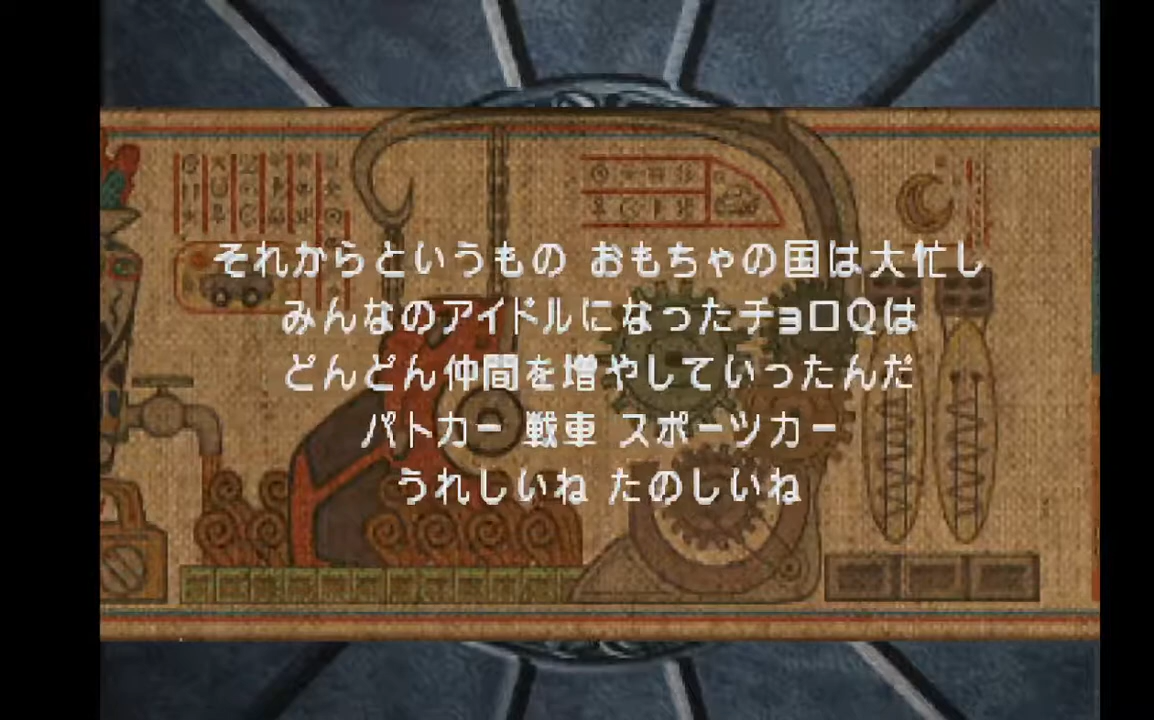 それからというもの おもちゃの国は大忙し
みんなのアイドルになったチョロQは
どんどん仲間を増やしていったんだ
パトカー 戦車 スポーツカー
うれしいね たのしいね